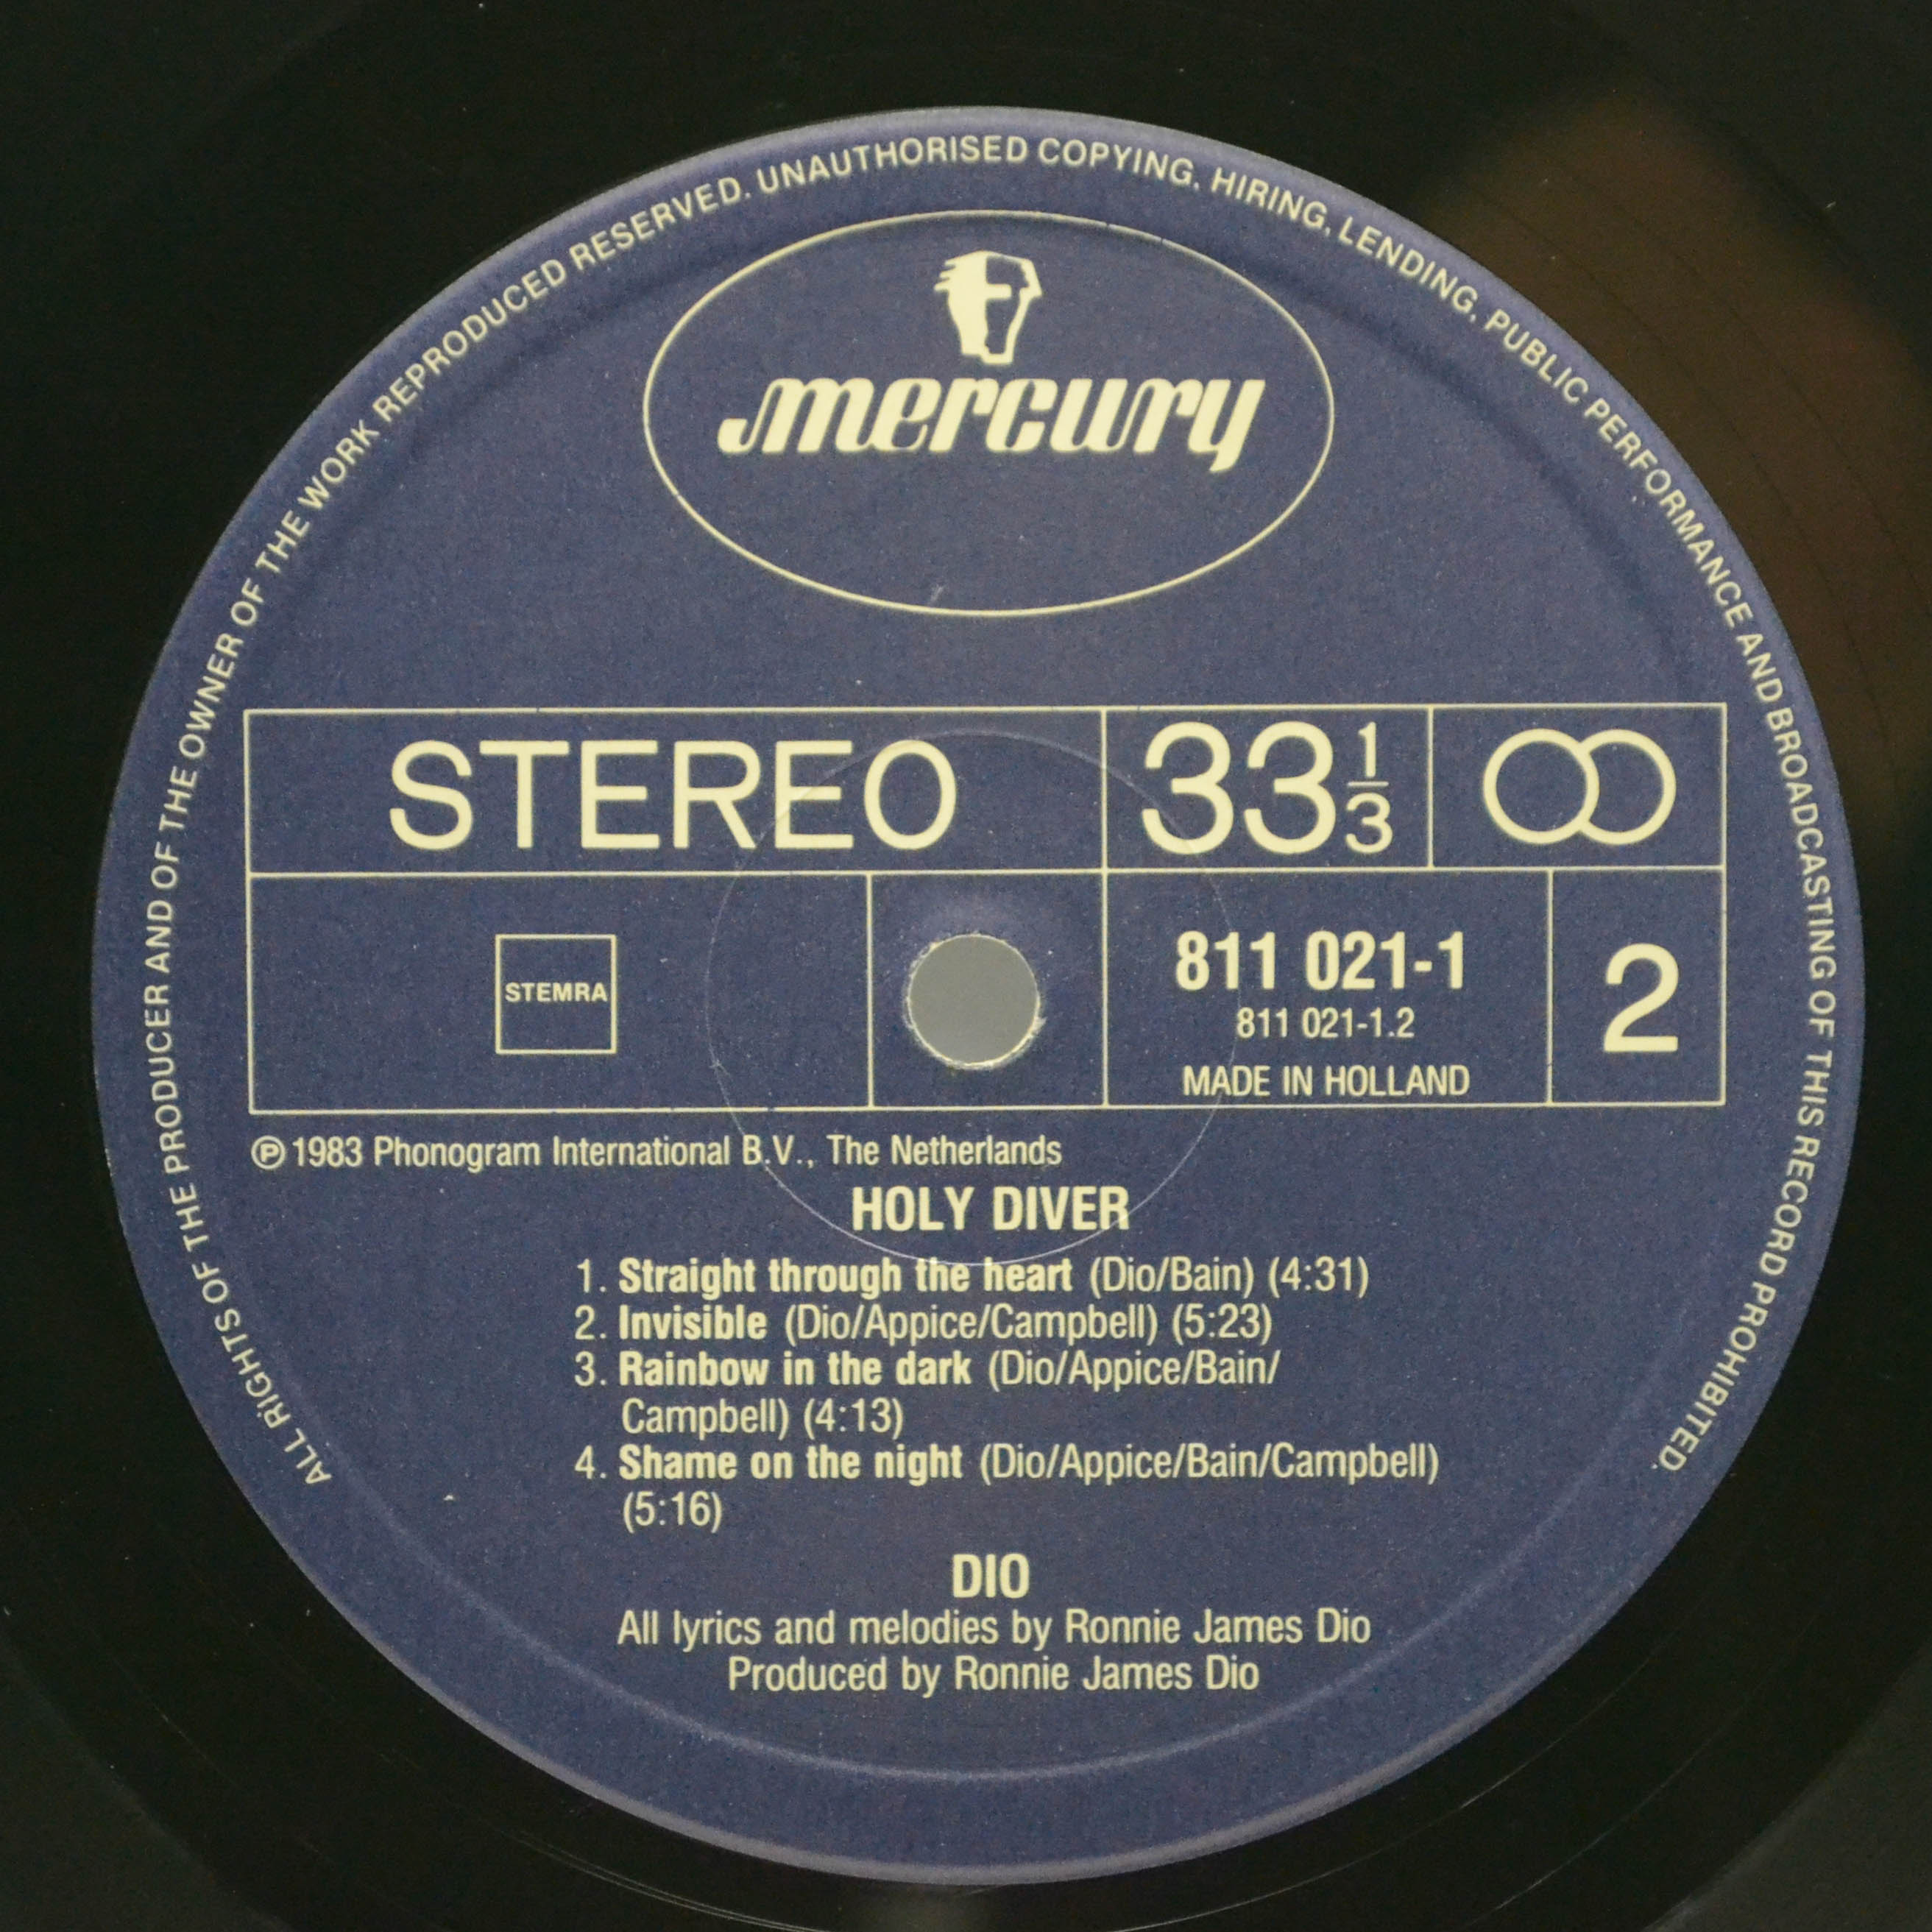 ALL RIGHTS OF THE PRODUCER AND OF THE OWNER OF THE WORK REPRODUCED RESERVED. UNAUTHORISED COPYING, HIRING, LENDING, PUBLIC PERFORMANCE AND BROADCASTING OF THIS RECORD PROHIBITED.
mercury
STEREO
33 1/3
STEMRA
811 021-1
811 021-1.2
MADE IN HOLLAND
2
℗ 1983 Phonogram International B.V., The Netherlands
HOLY DIVER
1. Straight through the heart (Dio/Bain) (4:31)
2. Invisible (Dio/Appice/Campbell) (5:23)
3. Rainbow in the dark (Dio/Appice/Bain/
Campbell) (4:13)
4. Shame on the night (Dio/Appice/Bain/Campbell)
(5:16)
DIO
All lyrics and melodies by Ronnie James Dio
Produced by Ronnie James Dio